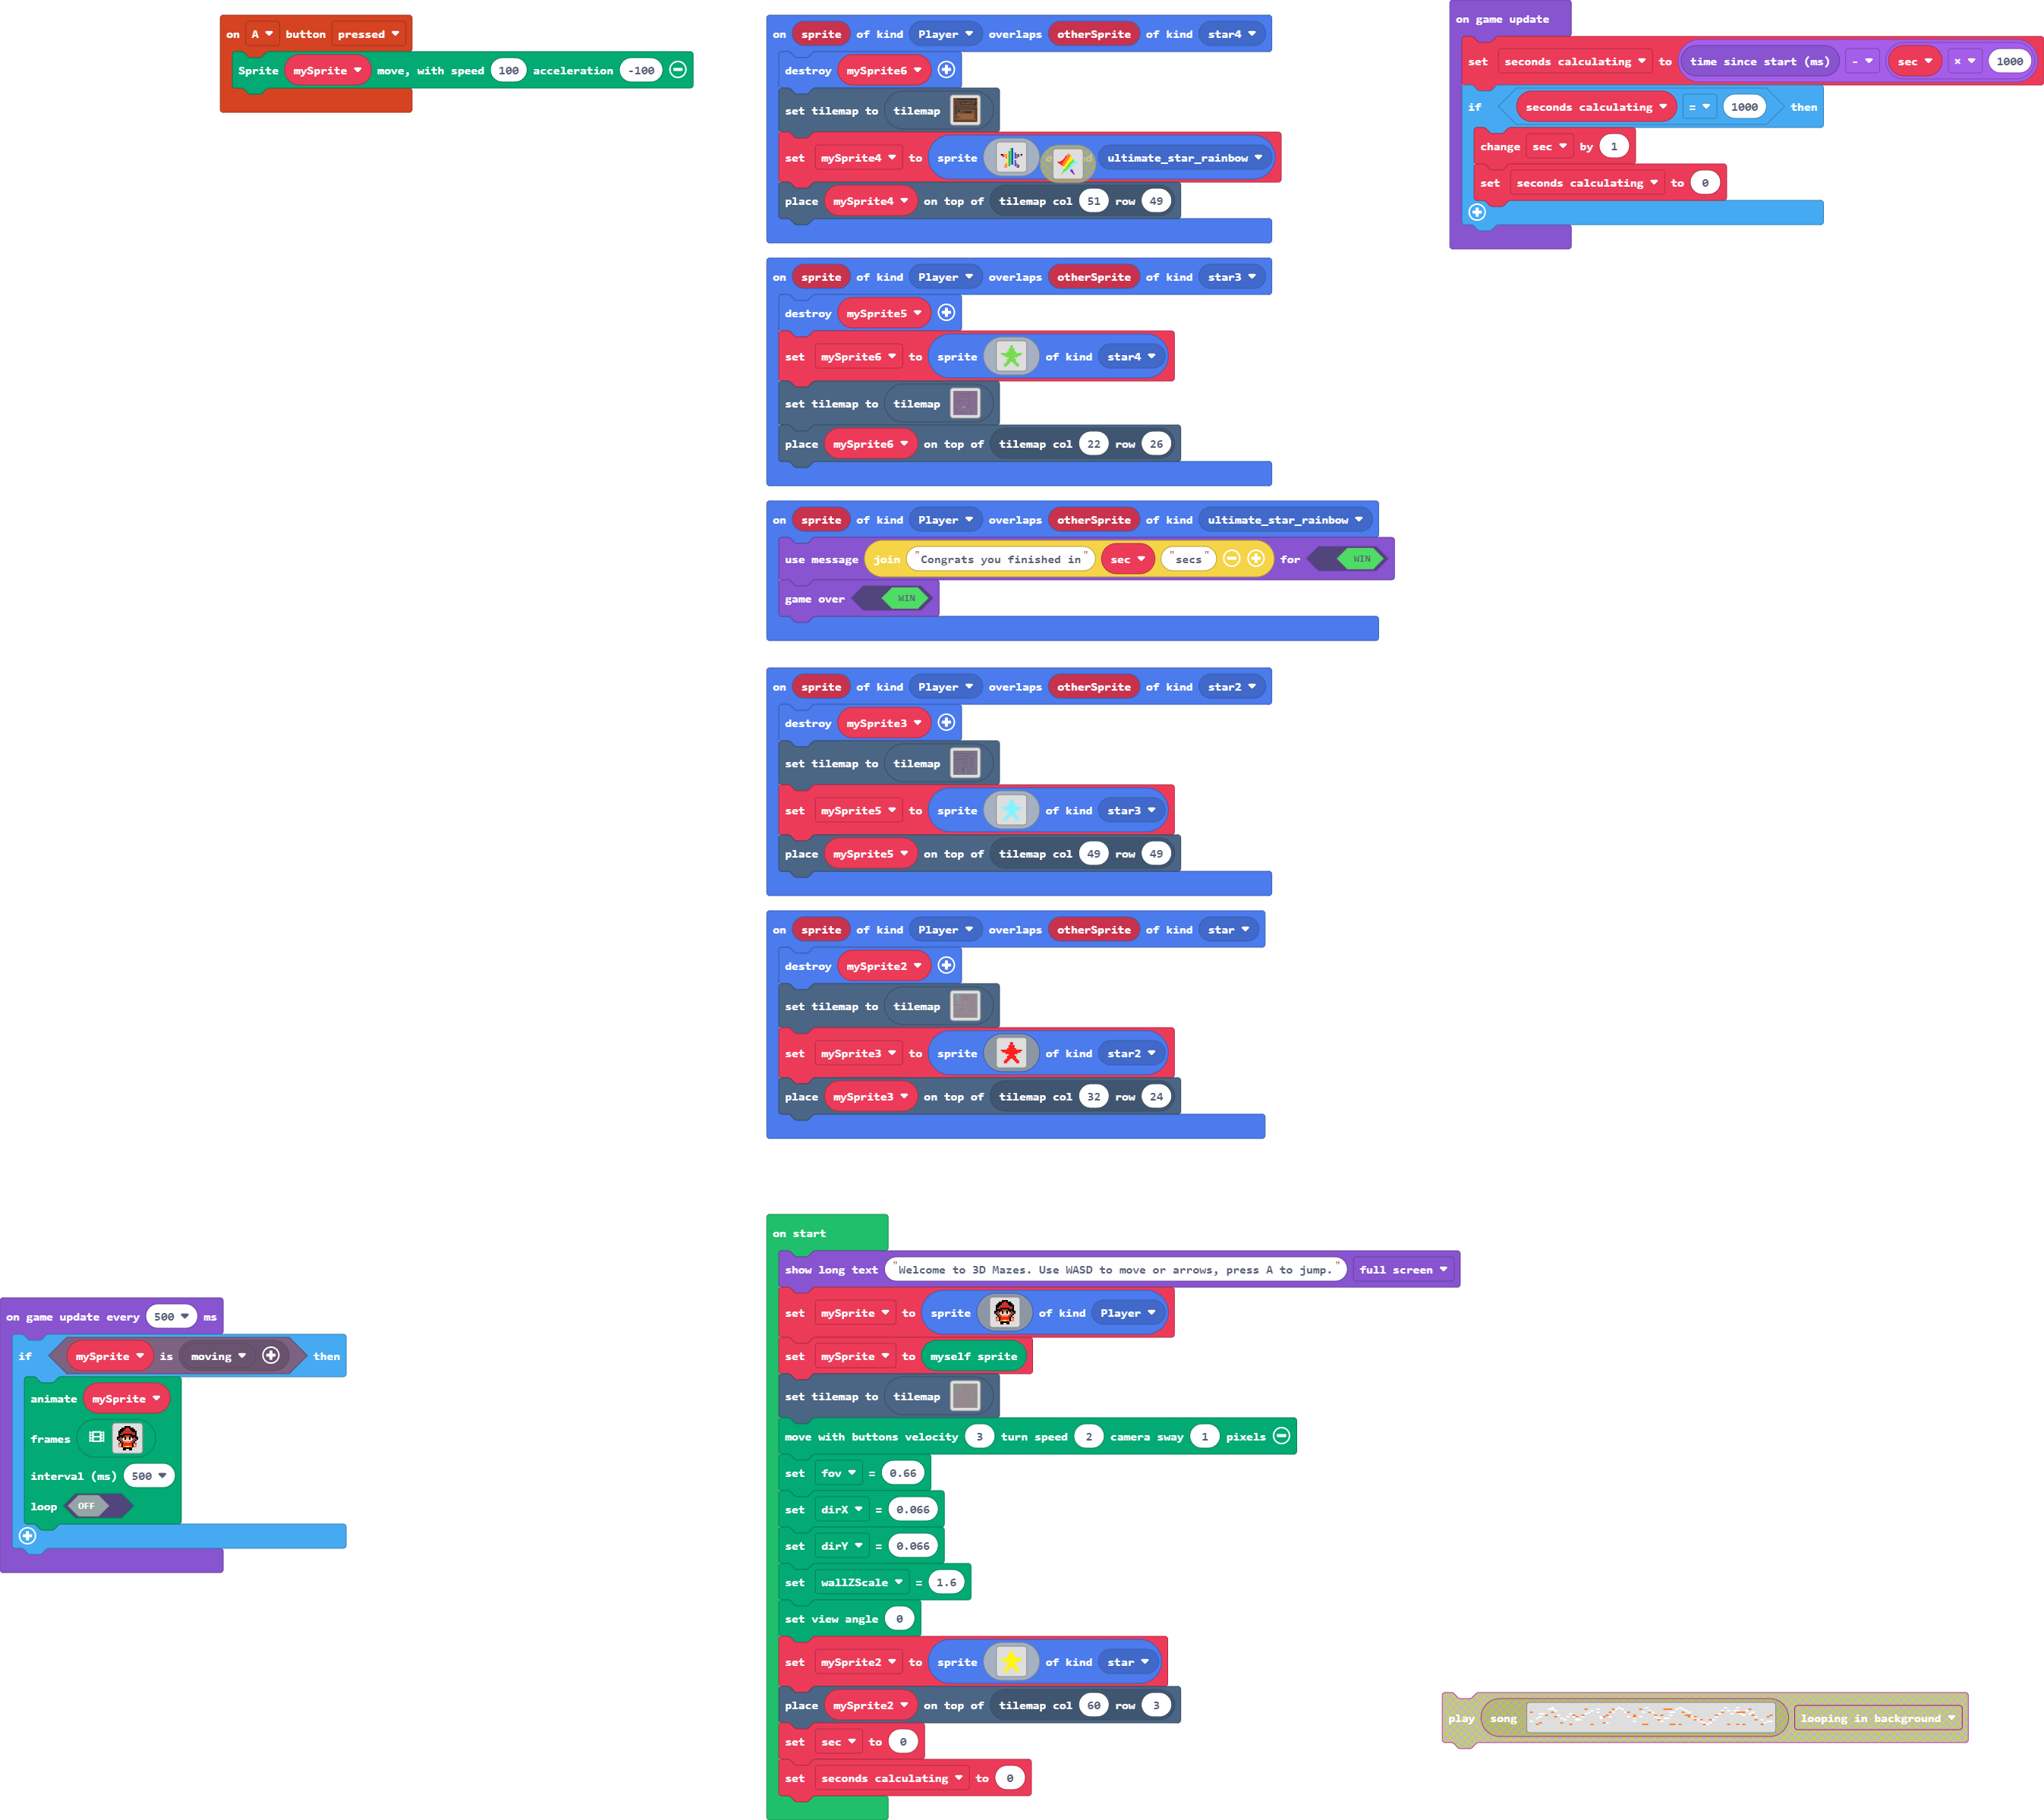 on A button pressed
Sprite mySprite move, with speed 100 acceleration -100
on sprite of kind Player overlaps otherSprite of kind star4
destroy mySprite6
set tilemap to tilemap
set mySprite4 to sprite ultimate_star_rainbow
place mySprite4 on top of tilemap col 51 row 49
on sprite of kind Player overlaps otherSprite of kind star3
destroy mySprite5
set mySprite6 to sprite of kind star4
set tilemap to tilemap
place mySprite6 on top of tilemap col 22 row 26
on sprite of kind Player overlaps otherSprite of kind ultimate_star_rainbow
use message join "Congrats you finished in" sec "secs" for WIN
game over WIN
on sprite of kind Player overlaps otherSprite of kind star2
destroy mySprite3
set tilemap to tilemap
set mySprite5 to sprite of kind star3
place mySprite5 on top of tilemap col 49 row 49
on sprite of kind Player overlaps otherSprite of kind star
destroy mySprite2
set tilemap to tilemap
set mySprite3 to sprite of kind star2
place mySprite3 on top of tilemap col 32 row 24
on game update
set seconds calculating to time since start (ms) - sec × 1000
if seconds calculating = 1000 then
change sec by 1
set seconds calculating to 0
on game update every 500 ms
if mySprite is moving then
animate mySprite
frames
interval (ms) 500
loop OFF
on start
show long text "Welcome to 3D Mazes. Use WASD to move or arrows, press A to jump." full screen
set mySprite to sprite of kind Player
set mySprite to myself sprite
set tilemap to tilemap
move with buttons velocity 3 turn speed 2 camera sway 1 pixels
set fov = 0.66
set dirX = 0.066
set dirY = 0.066
set wallZScale = 1.6
set view angle 0
set mySprite2 to sprite of kind star
place mySprite2 on top of tilemap col 60 row 3
set sec to 0
set seconds calculating to 0
play song looping in background